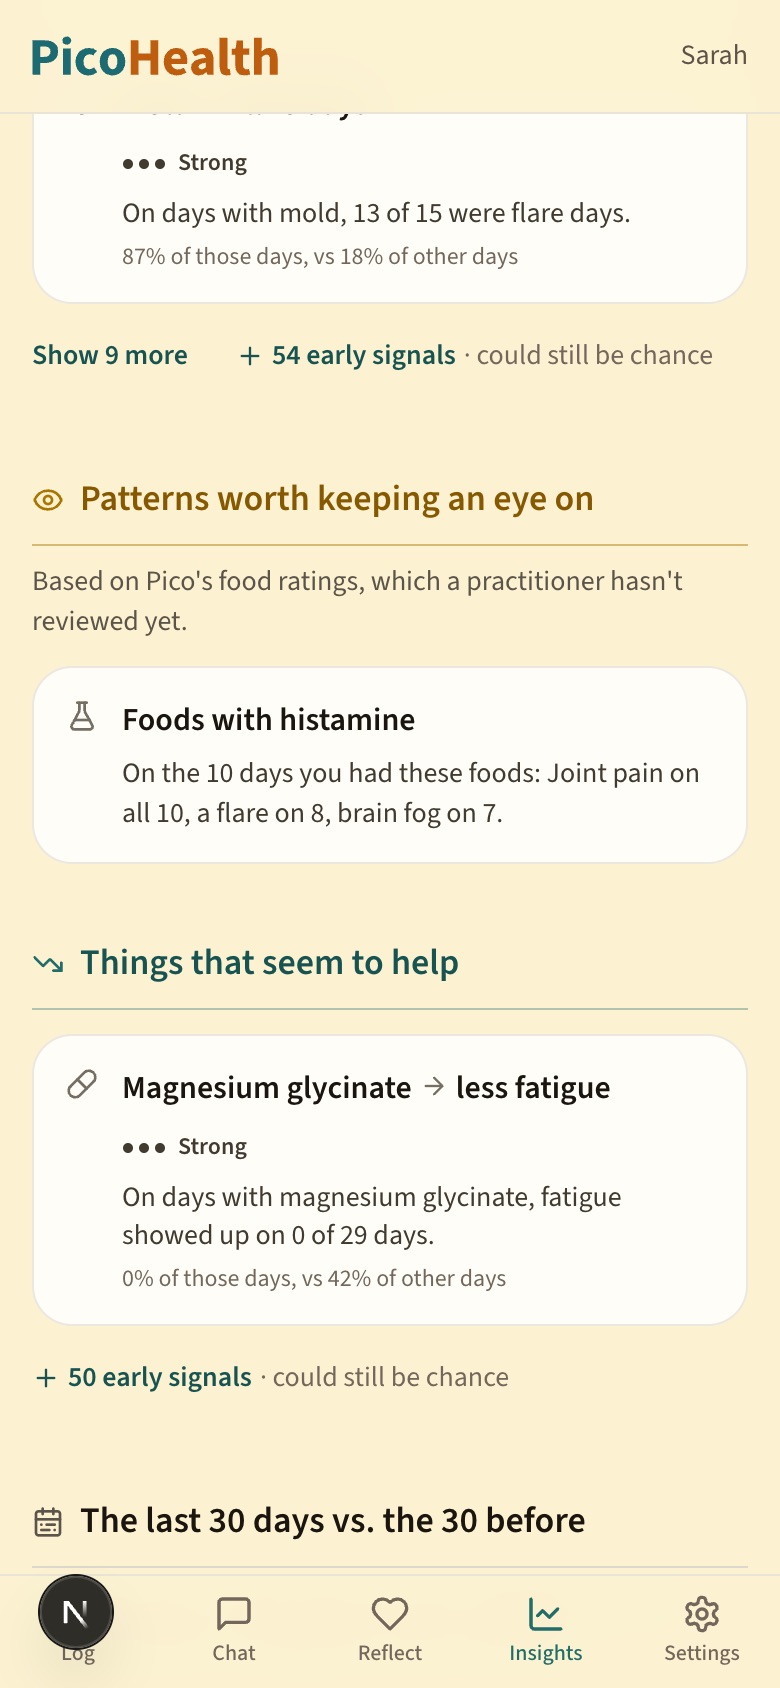 PicoHealth
Sarah
Strong
On days with mold, 13 of 15 were flare days.
87% of those days, vs 18% of other days
Show 9 more
+ 54 early signals · could still be chance
Patterns worth keeping an eye on
Based on Pico's food ratings, which a practitioner hasn't
reviewed yet.
Foods with histamine
On the 10 days you had these foods: Joint pain on
all 10, a flare on 8, brain fog on 7.
Things that seem to help
Magnesium glycinate → less fatigue
Strong
On days with magnesium glycinate, fatigue
showed up on 0 of 29 days.
0% of those days, vs 42% of other days
+ 50 early signals · could still be chance
The last 30 days vs. the 30 before
N
Log
Chat
Reflect
Insights
Settings